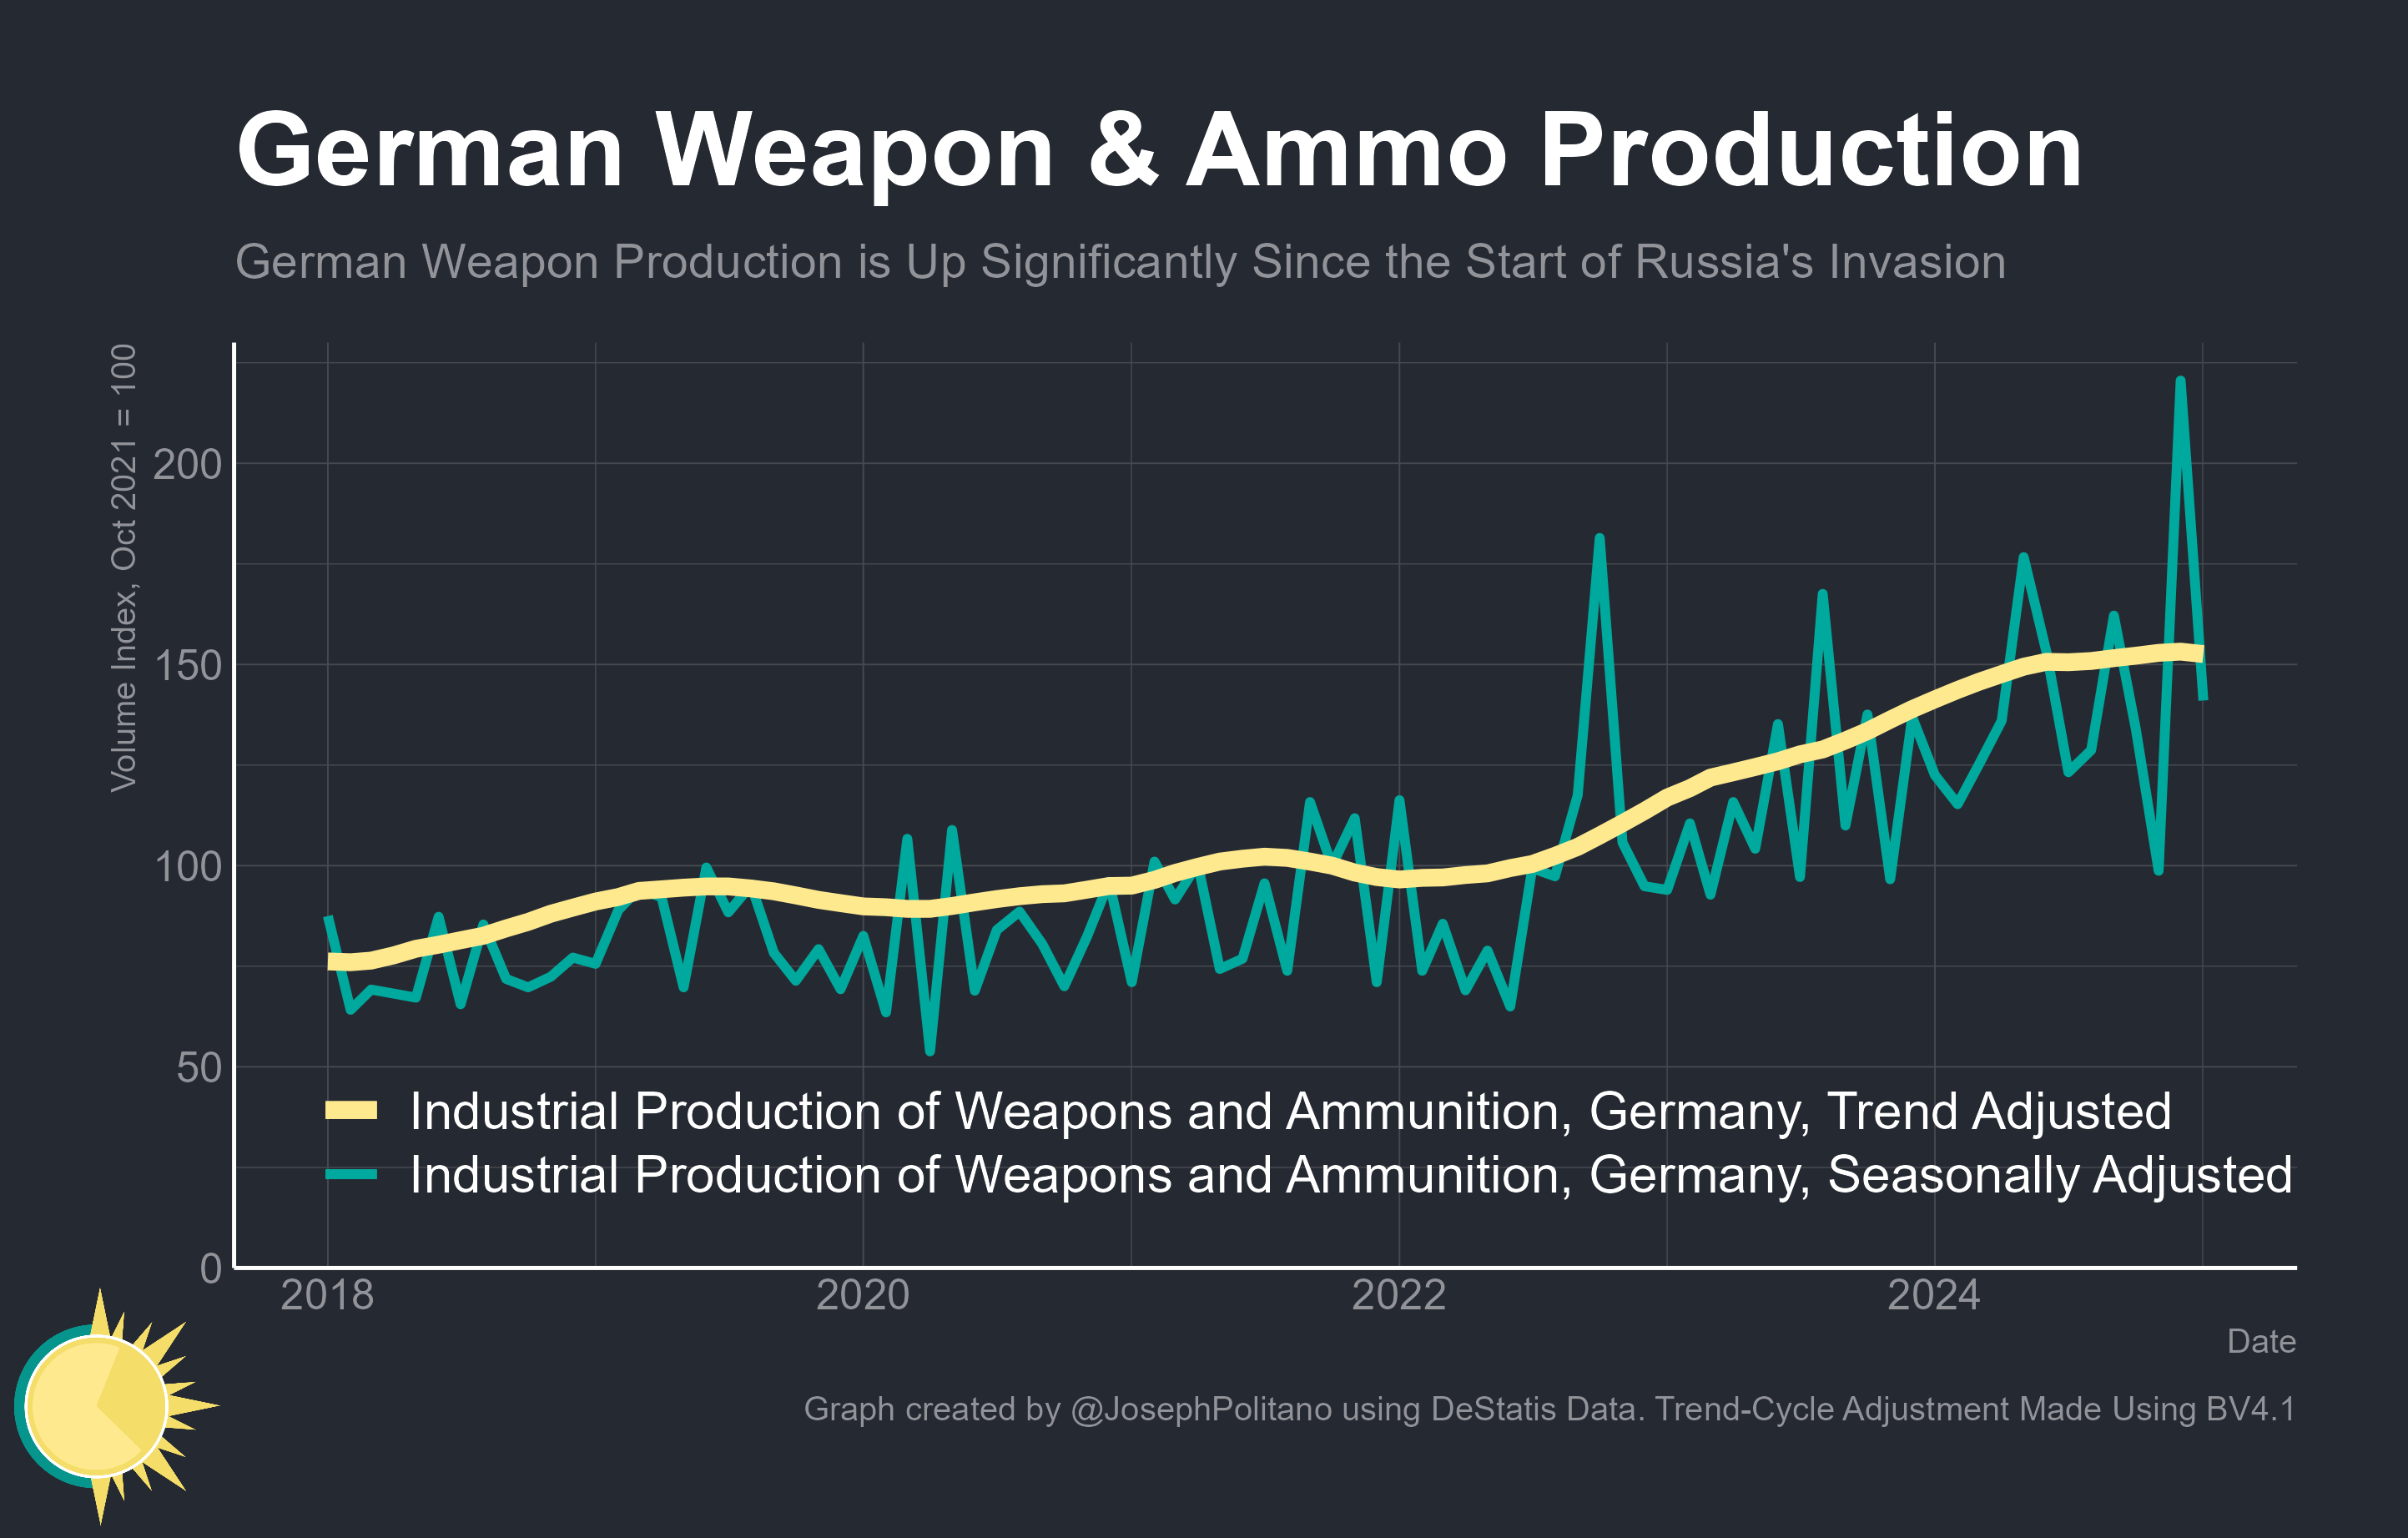 German Weapon & Ammo Production
German Weapon Production is Up Significantly Since the Start of Russia's Invasion
Volume Index, Oct 2021 = 100
200
150
100
50
0
Industrial Production of Weapons and Ammunition, Germany, Trend Adjusted
Industrial Production of Weapons and Ammunition, Germany, Seasonally Adjusted
2018 2020 2022 2024
Date
Graph created by @JosephPolitano using DeStatis Data. Trend-Cycle Adjustment Made Using BV4.1